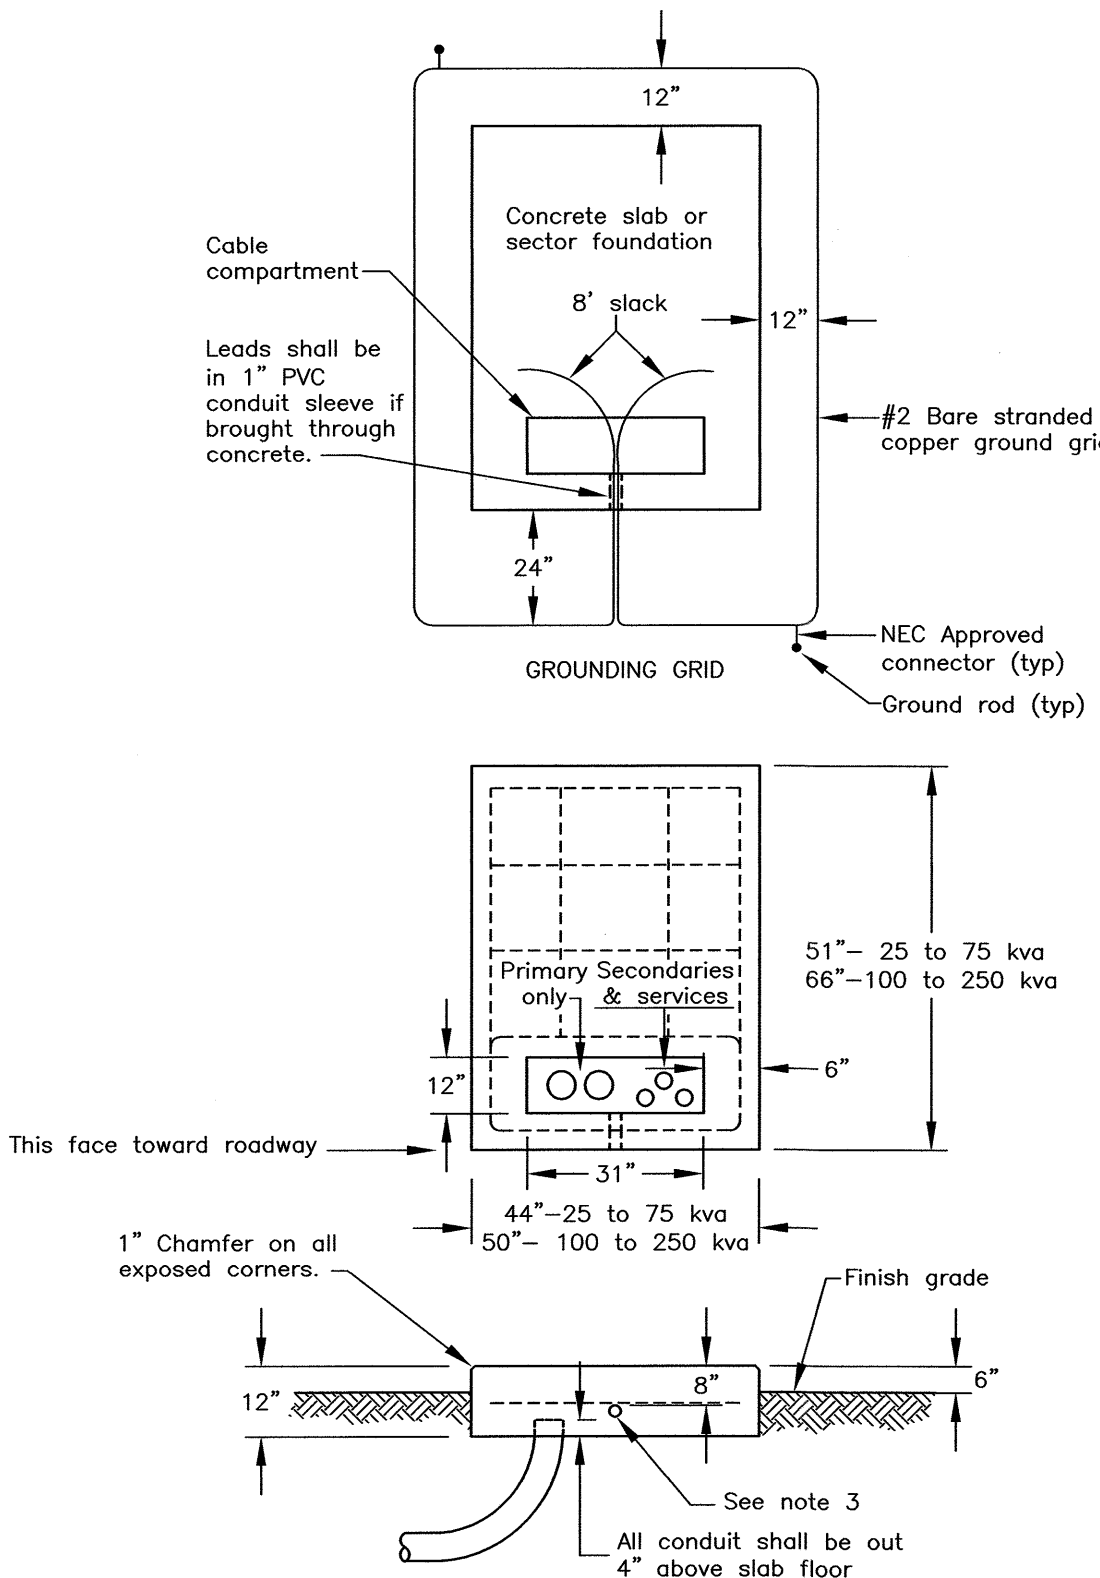 12”
Concrete slab or
sector foundation
Cable
compartment
8’ slack
12”
Leads shall be
in 1” PVC
conduit sleeve if
brought through
concrete.
#2 Bare stranded
copper ground gri
24”
NEC Approved
connector (typ)
GROUNDING GRID
Ground rod (typ)
51”– 25 to 75 kva
66”–100 to 250 kva
Primary
only
Secondaries
& services
12”
6”
This face toward roadway
31”
44”–25 to 75 kva
50”– 100 to 250 kva
1” Chamfer on all
exposed corners.
Finish grade
12”
8”
6”
See note 3
All conduit shall be out
4” above slab floor